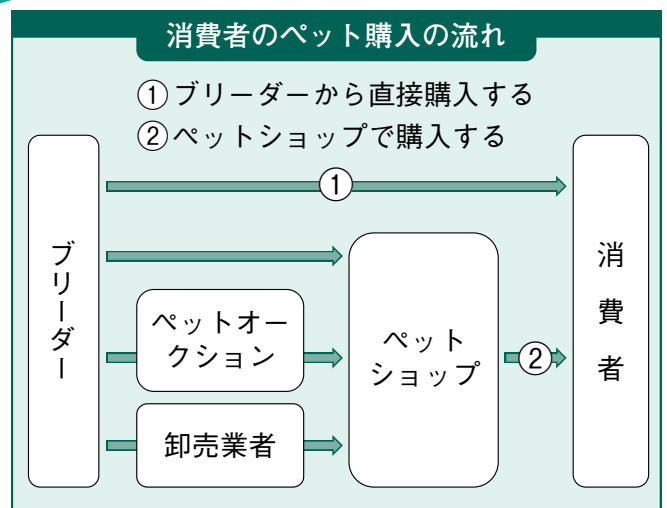 消費者のペット購入の流れ
①ブリーダーから直接購入する
②ペットショップで購入する
①
ブリーダー
ペットオー
クション
卸売業者
ペット
ショップ
②
消費者